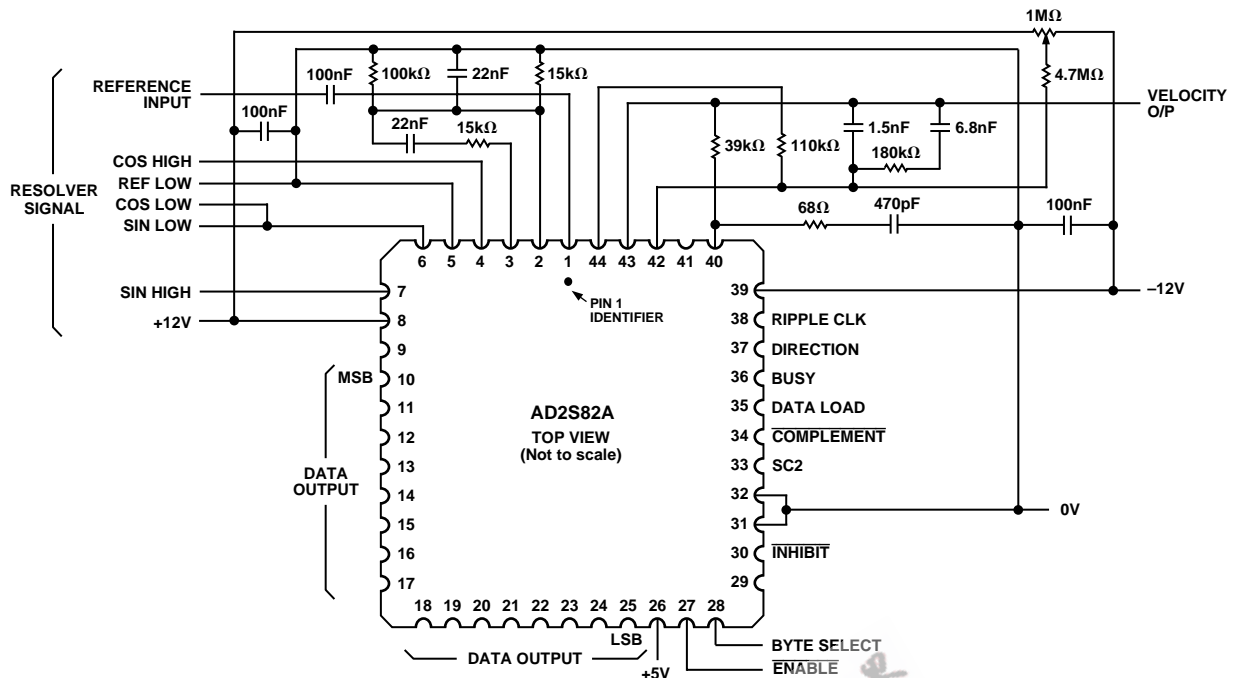 1MΩ
100nF
100kΩ
22nF
15kΩ
4.7MΩ
REFERENCE
INPUT
VELOCITY
O/P
100nF
22nF
15kΩ
39kΩ
110kΩ
1.5nF
6.8nF
180kΩ
COS HIGH
REF LOW
COS LOW
SIN LOW
RESOLVER
SIGNAL
68Ω
470pF
100nF
6 5 4 3 2 1 44 43 42 41 40
SIN HIGH
7
PIN 1
IDENTIFIER
39
–12V
+12V
8
38 RIPPLE CLK
9
37 DIRECTION
MSB 10
36 BUSY
11
35 DATA LOAD
AD2S82A
TOP VIEW
(Not to scale)
12
34 COMPLEMENT
13
33 SC2
DATA
OUTPUT
14
32
15
31
0V
16
30 INHIBIT
17
29
18 19 20 21 22 23 24 25 26 27 28
LSB
DATA OUTPUT
+5V
BYTE SELECT
ENABLE